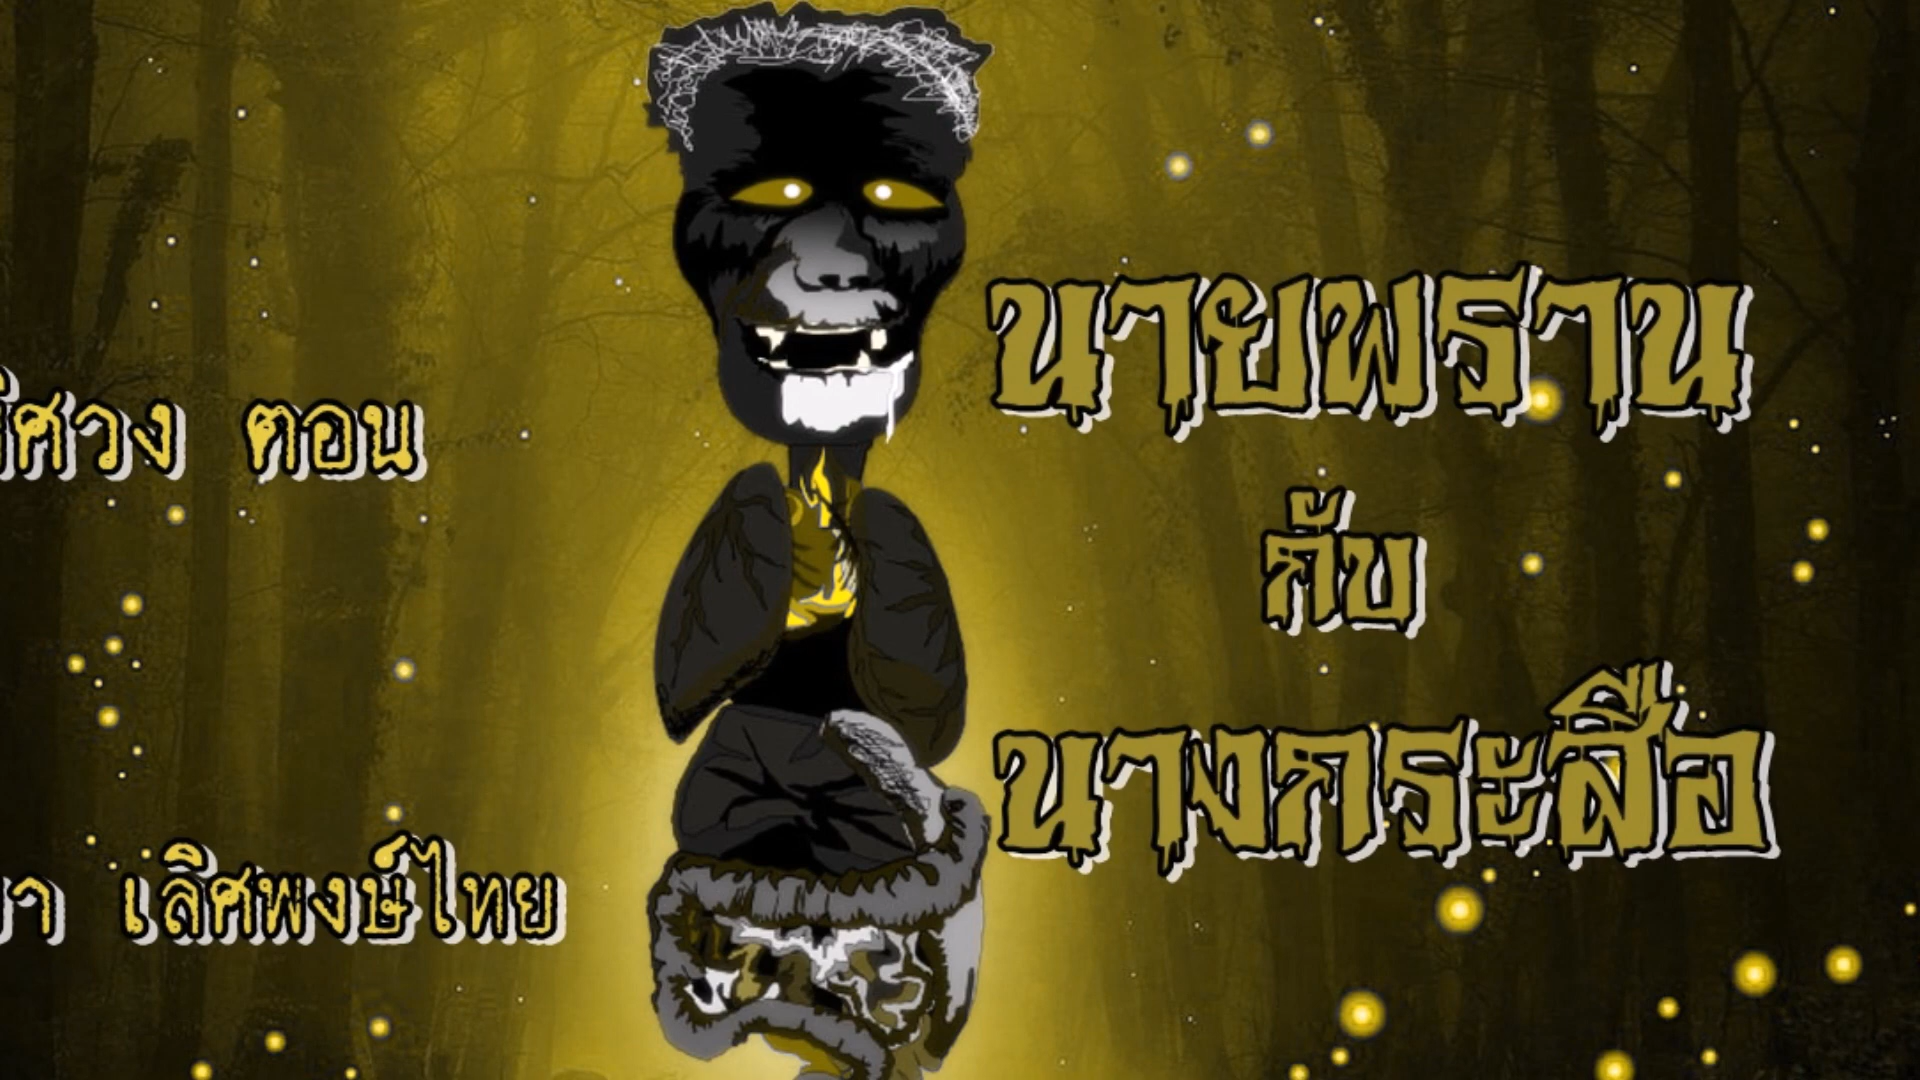 ศวง ตอน
นายพราน
กับ
นางกระสือ
า เลิศพงษ์ไทย